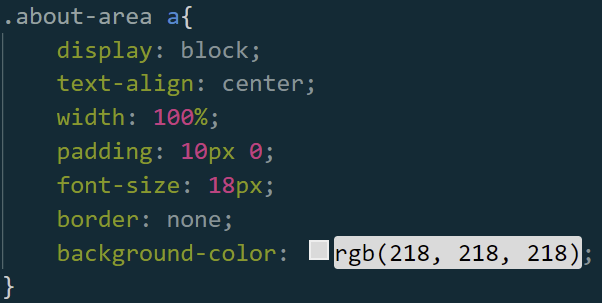 .about-area a{
    display: block;
    text-align: center;
    width: 100%;
    padding: 10px 0;
    font-size: 18px;
    border: none;
    background-color: rgb(218, 218, 218);
}